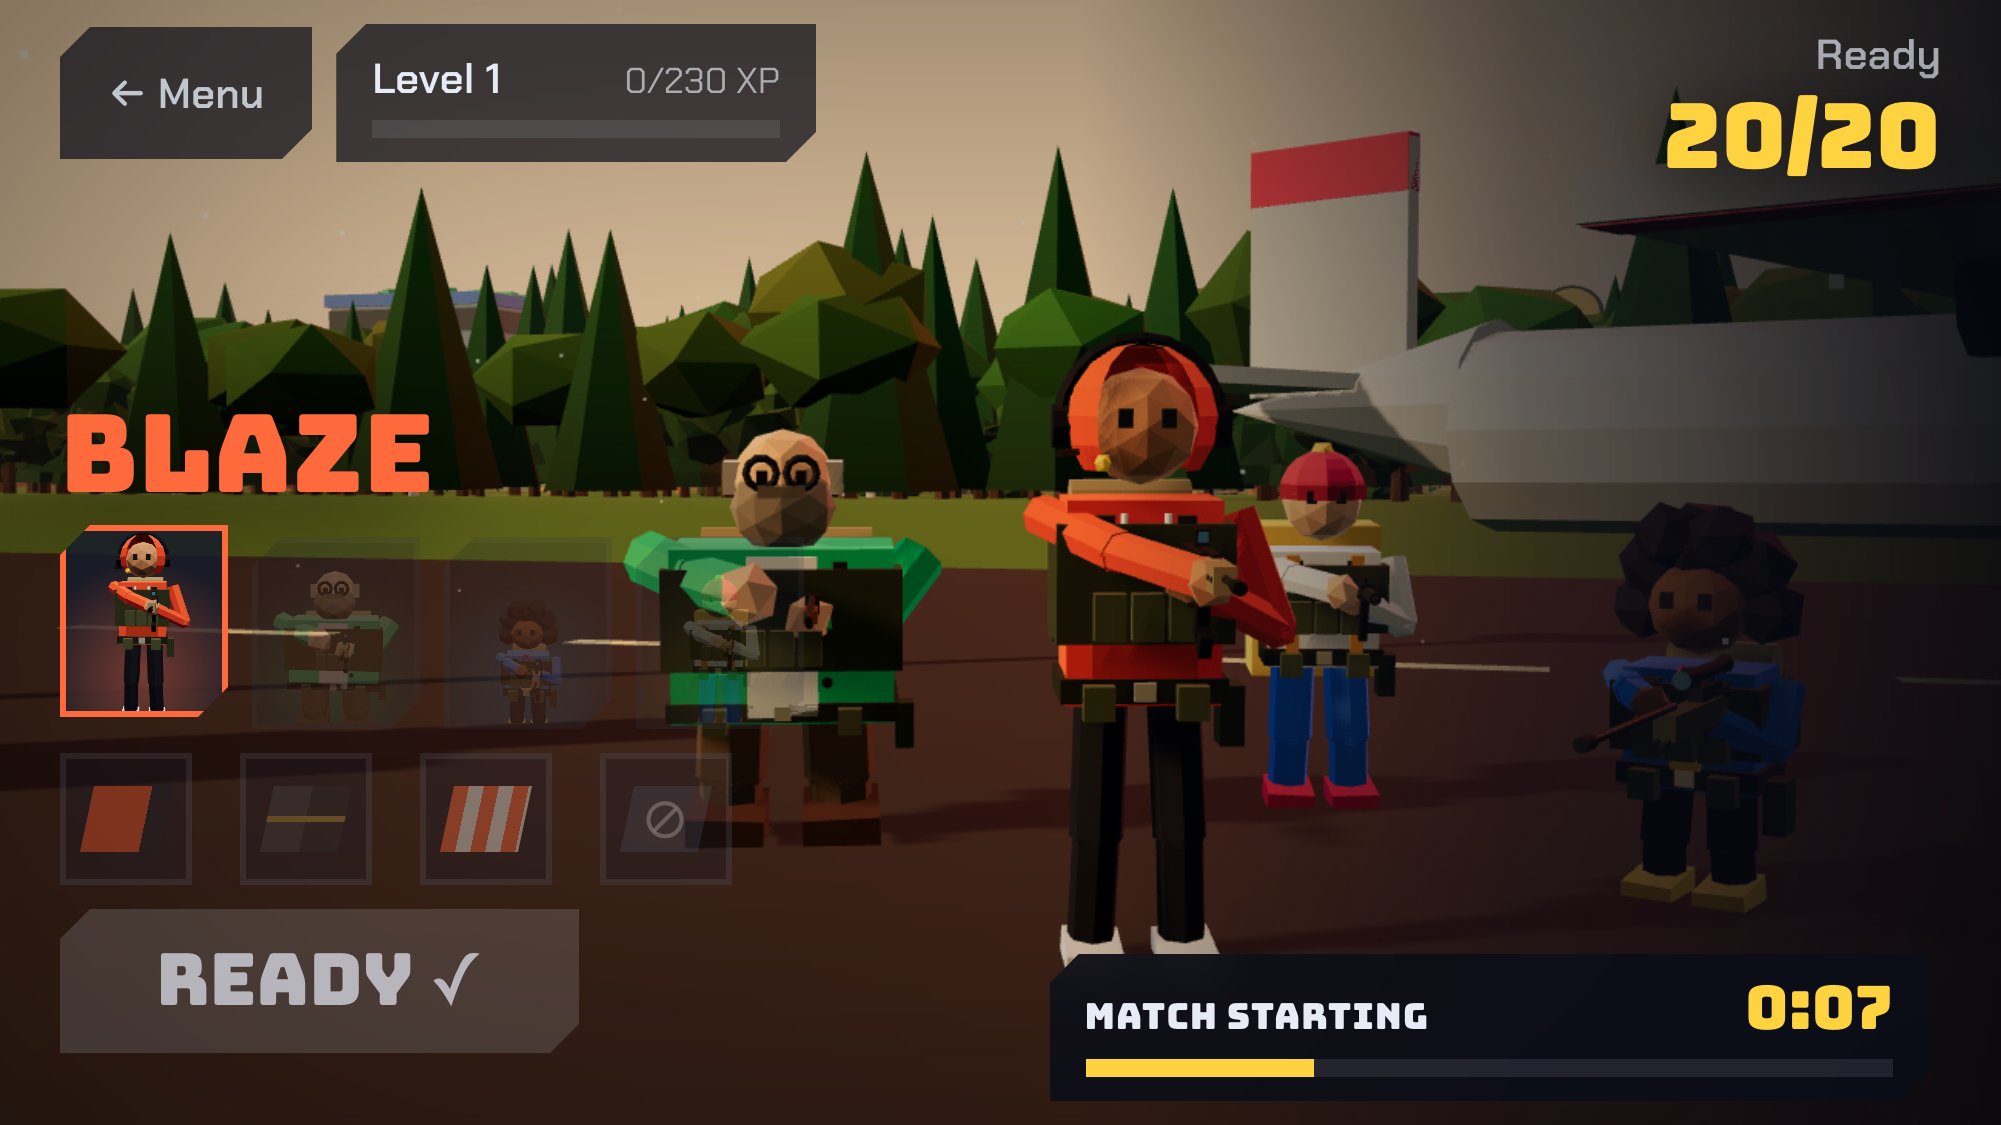 ← Menu
Level 1
0/230 XP
Ready
20/20
BLAZE
READY ✓
MATCH STARTING
0:07